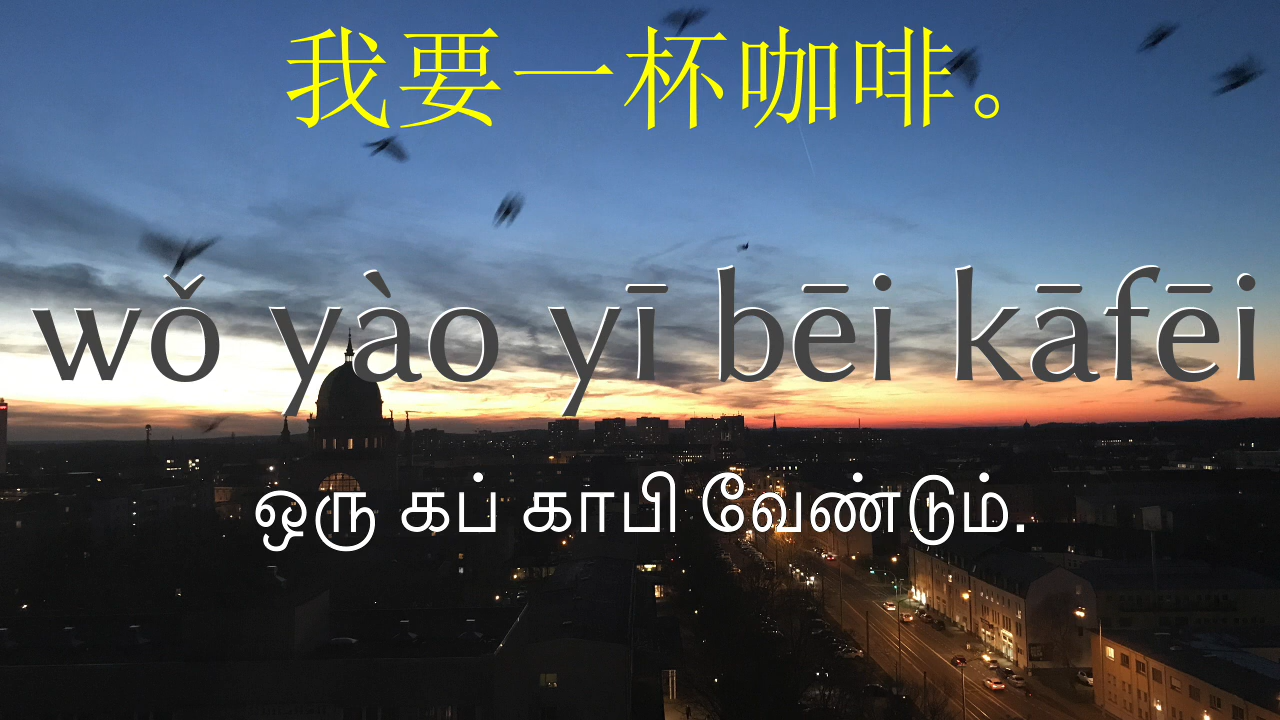 我要一杯咖啡。
wǒ yào yī bēi kāfēi
ஒரு கப் காபி வேண்டும்.